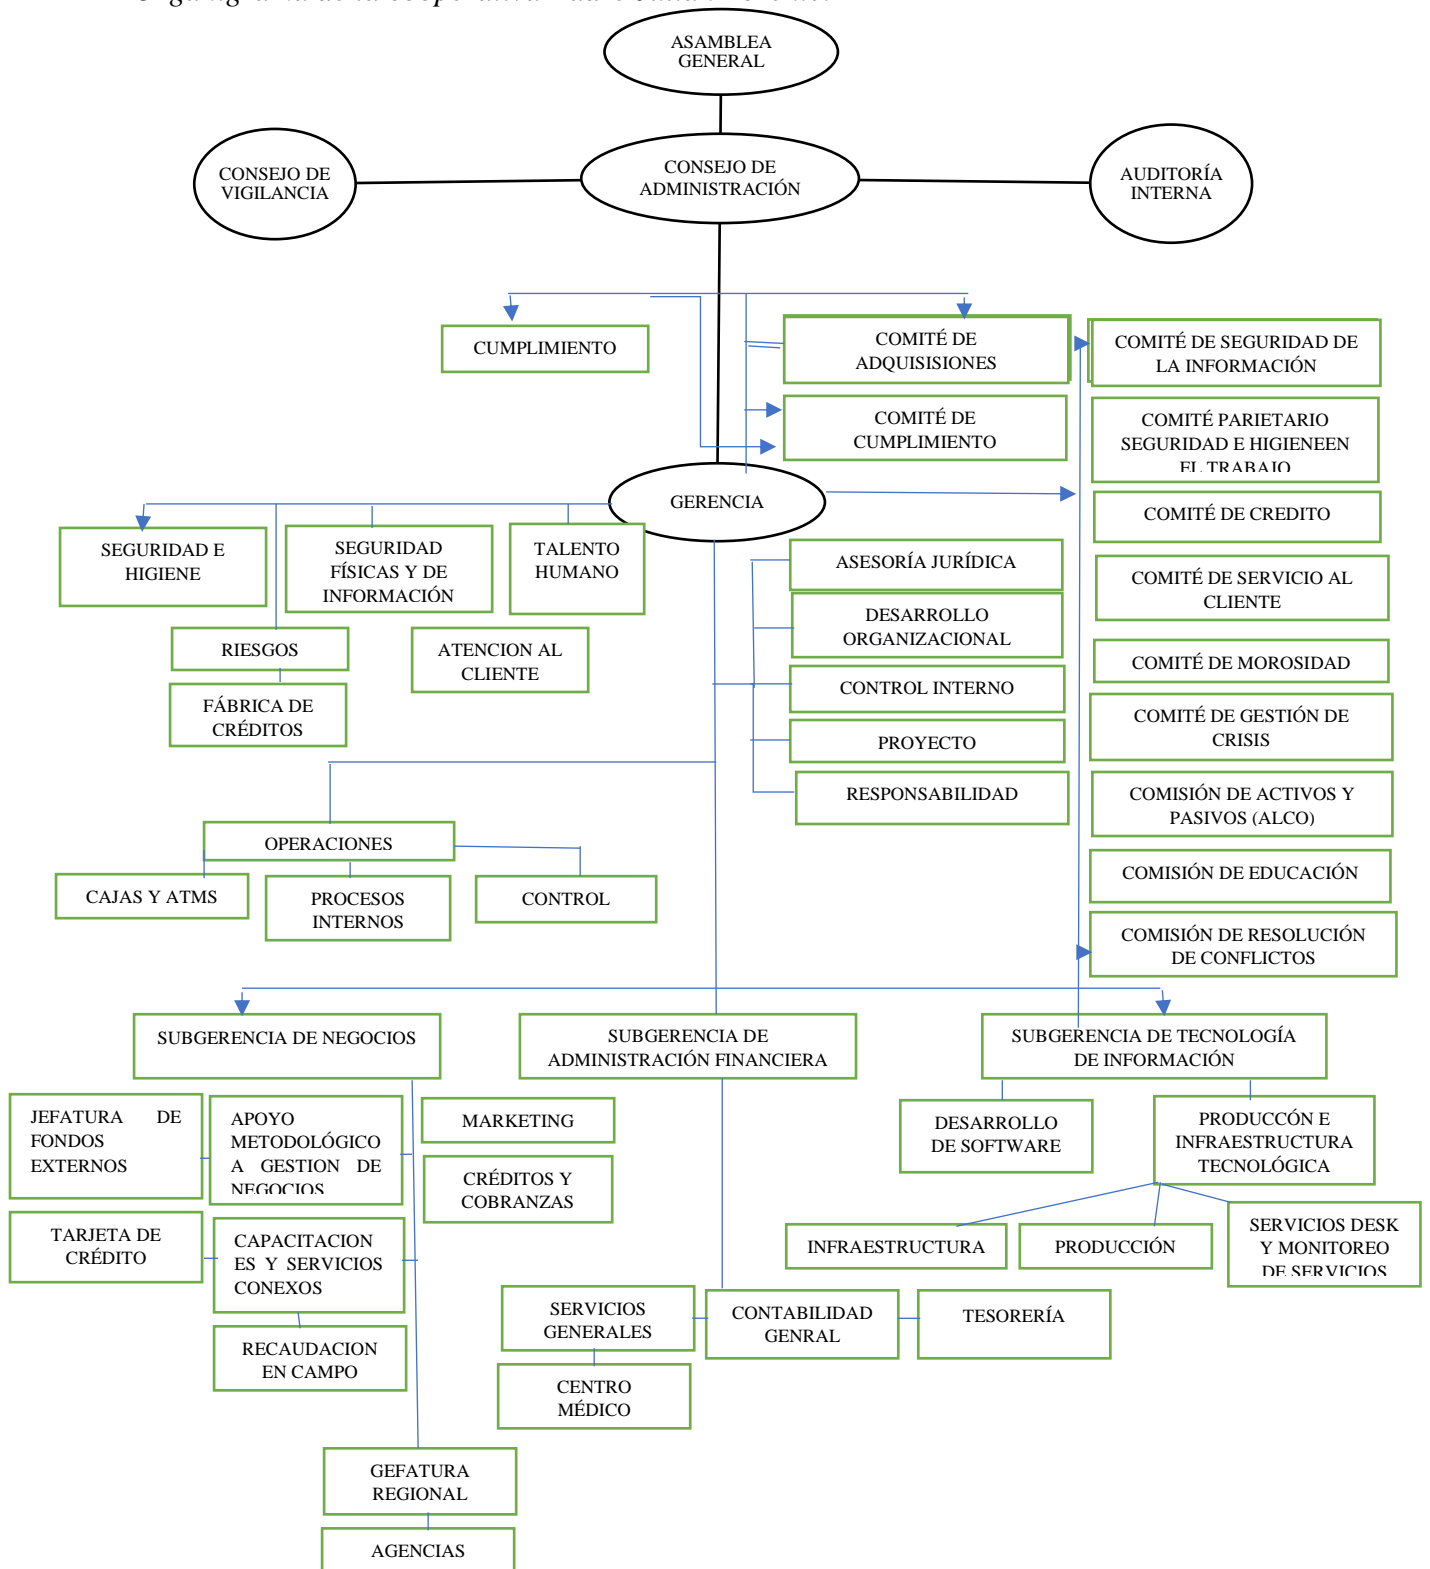 ASAMBLEA
GENERAL
CONSEJO DE
VIGILANCIA
CONSEJO DE
ADMINISTRACIÓN
AUDITORÍA
INTERNA
CUMPLIMIENTO
COMITÉ DE
ADQUISISIONES
COMITÉ DE SEGURIDAD DE
LA INFORMACIÓN
COMITÉ DE
CUMPLIMIENTO
COMITÉ PARIETARIO
SEGURIDAD E HIGIENEEN
EL TRABAJO
GERENCIA
COMITÉ DE CREDITO
SEGURIDAD E
HIGIENE
SEGURIDAD
FÍSICAS Y DE
INFORMACIÓN
TALENTO
HUMANO
ASESORÍA JURÍDICA
COMITÉ DE SERVICIO AL
CLIENTE
DESARROLLO
ORGANIZACIONAL
RIESGOS
ATENCION AL
CLIENTE
COMITÉ DE MOROSIDAD
CONTROL INTERNO
FÁBRICA DE
CRÉDITOS
COMITÉ DE GESTIÓN DE
CRISIS
PROYECTO
RESPONSABILIDAD
COMISIÓN DE ACTIVOS Y
PASIVOS (ALCO)
OPERACIONES
COMISIÓN DE EDUCACIÓN
CAJAS Y ATMS
PROCESOS
INTERNOS
CONTROL
COMISIÓN DE RESOLUCIÓN
DE CONFLICTOS
SUBGERENCIA DE NEGOCIOS
SUBGERENCIA DE
ADMINISTRACIÓN FINANCIERA
SUBGERENCIA DE TECNOLOGÍA
DE INFORMACIÓN
JEFATURA DE
FONDOS
EXTERNOS
APOYO
METODOLÓGICO
A GESTION DE
NEGOCIOS
MARKETING
DESARROLLO
DE SOFTWARE
PRODUCCÓN E
INFRAESTRUCTURA
TECNOLÓGICA
CRÉDITOS Y
COBRANZAS
TARJETA DE
CRÉDITO
CAPACITACION
ES Y SERVICIOS
CONEXOS
INFRAESTRUCTURA
PRODUCCIÓN
SERVICIOS DESK
Y MONITOREO
DE SERVICIOS
SERVICIOS
GENERALES
CONTABILIDAD
GENRAL
TESORERÍA
RECAUDACION
EN CAMPO
CENTRO
MÉDICO
GEFATURA
REGIONAL
AGENCIAS